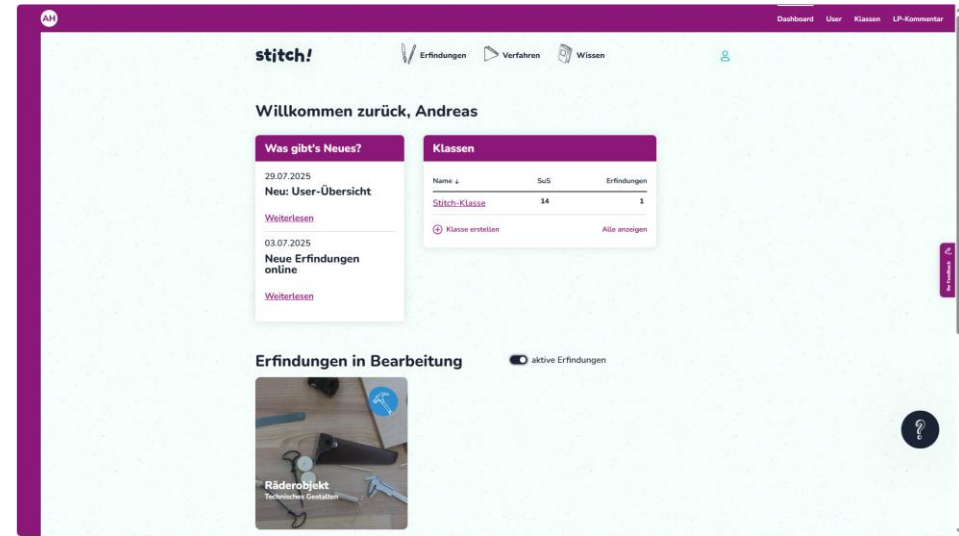 AH
Dashboard User Klassen LP-Kommentar
stitch!
Erfindungen Verfahren Wissen
Willkommen zurück, Andreas
Was gibt's Neues?
29.07.2025
Neu: User-Übersicht
Weiterlesen
03.07.2025
Neue Erfindungen
online
Weiterlesen
Klassen
Name ↓ SuS Erfindungen
Stitch-Klasse 14 1
Klasse erstellen Alle anzeigen
Ihr Feedback
Erfindungen in Bearbeitung
aktive Erfindungen
Räderobjekt
Technisches Gestalten
?